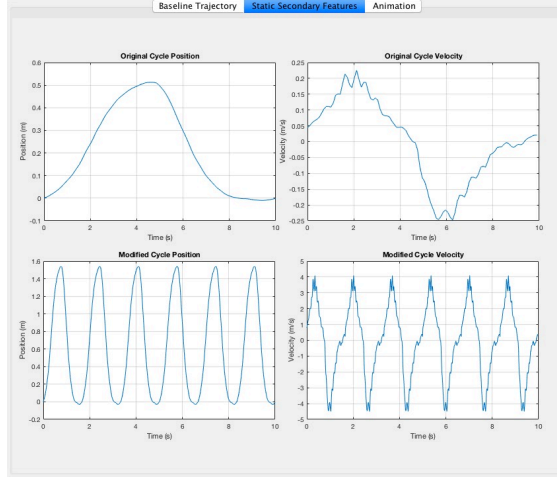 Baseline Trajectory Static Secondary Features Animation
Original Cycle Position
0.6
0.5
0.4
0.3
0.2
0.1
0
-0.1
Position (m)
0 2 4 6 8 10
Time (s)
Original Cycle Velocity
0.25
0.2
0.15
0.1
0.05
0
-0.05
-0.1
-0.15
-0.2
-0.25
Velocity (m/s)
0 2 4 6 8 10
Time (s)
Modified Cycle Position
1.6
1.4
1.2
1
0.8
0.6
0.4
0.2
0
-0.2
Position (m)
0 2 4 6 8 10
Time (s)
Modified Cycle Velocity
5
4
3
2
1
0
-1
-2
-3
-4
-5
Velocity (m/s)
0 2 4 6 8 10
Time (s)